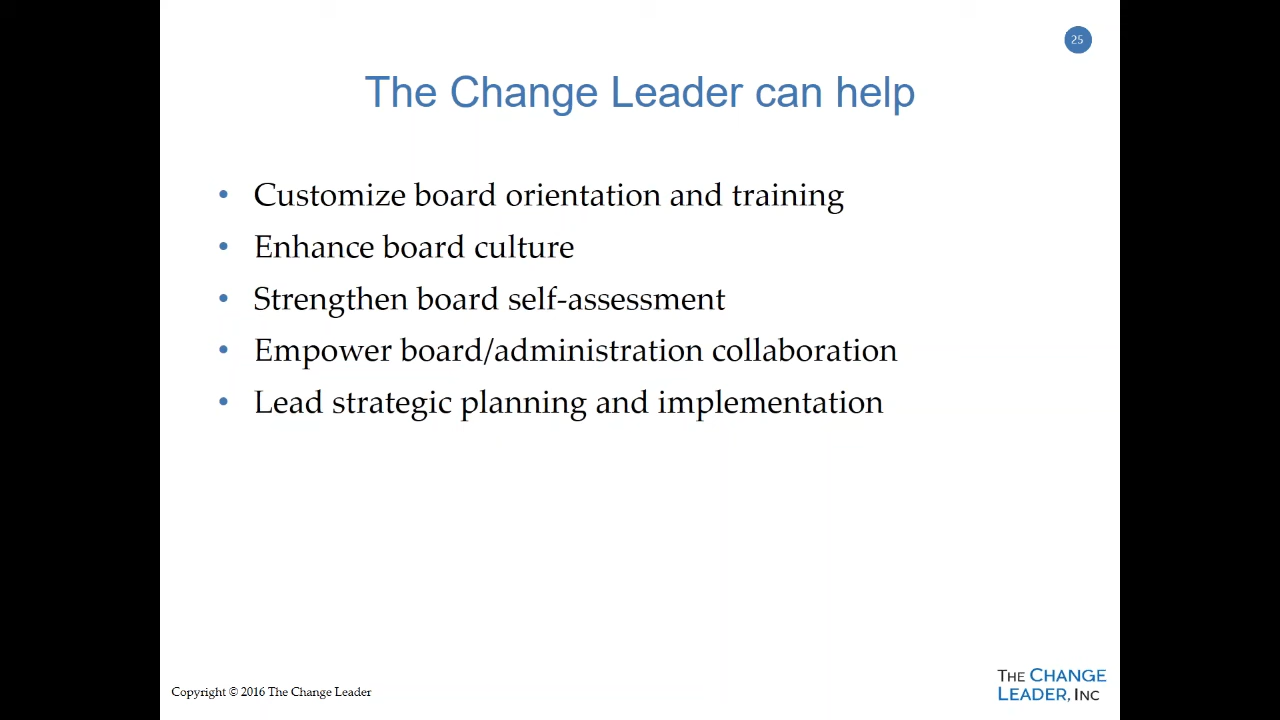 25
The Change Leader can help
• Customize board orientation and training
• Enhance board culture
• Strengthen board self-assessment
• Empower board/administration collaboration
• Lead strategic planning and implementation
Copyright © 2016 The Change Leader
THE CHANGE
LEADER, INC